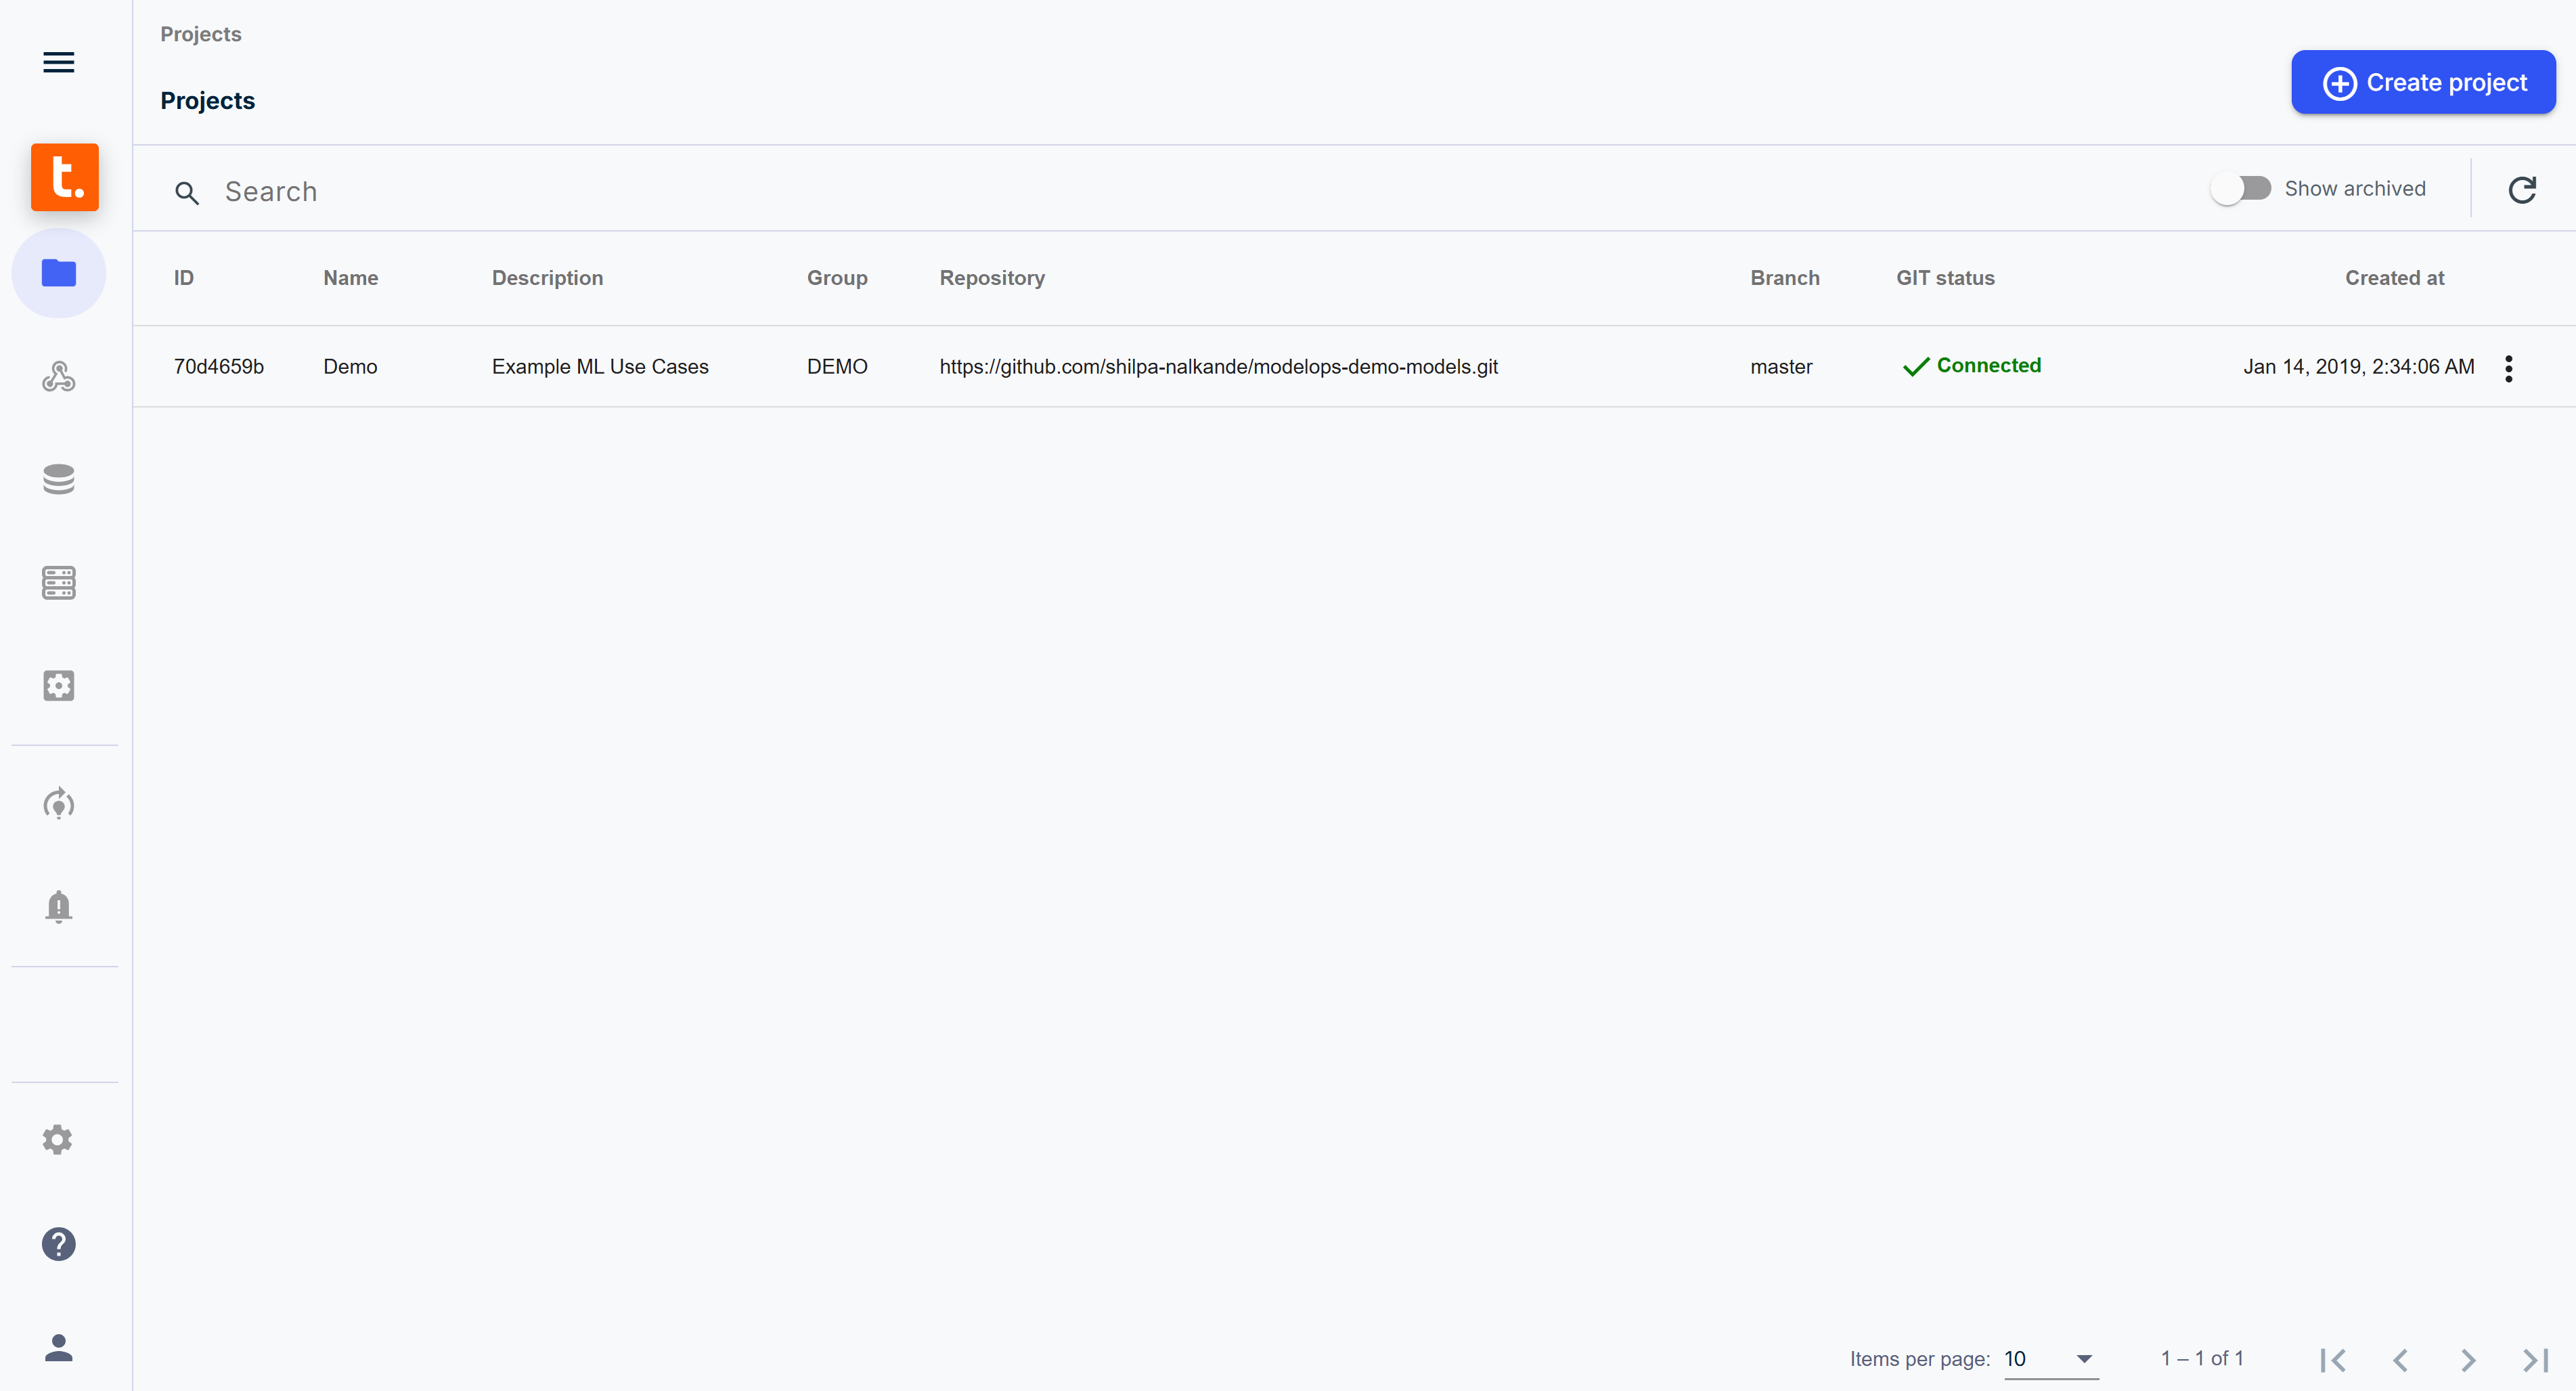 Projects
Projects
Create project
t.
Search
Show archived
ID Name Description Group Repository Branch GIT status Created at
70d4659b Demo Example ML Use Cases DEMO https://github.com/shilpa-nalkande/modelops-demo-models.git master Connected Jan 14, 2019, 2:34:06 AM
Items per page: 10 1 – 1 of 1